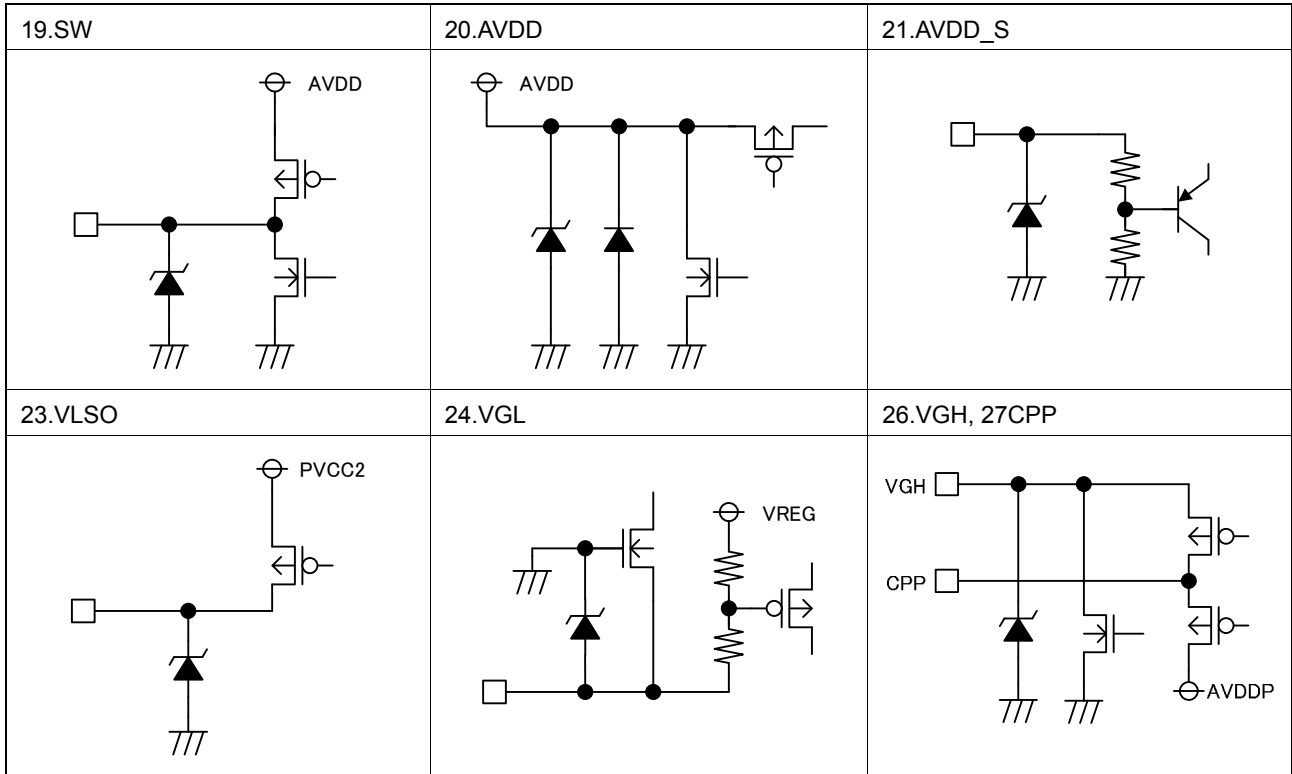 19.SW
20.AVDD
21.AVDD_S
AVDD
AVDD
23.VLSO
24.VGL
26.VGH, 27CPP
PVCC2
VREG
VGH
CPP
AVDDP